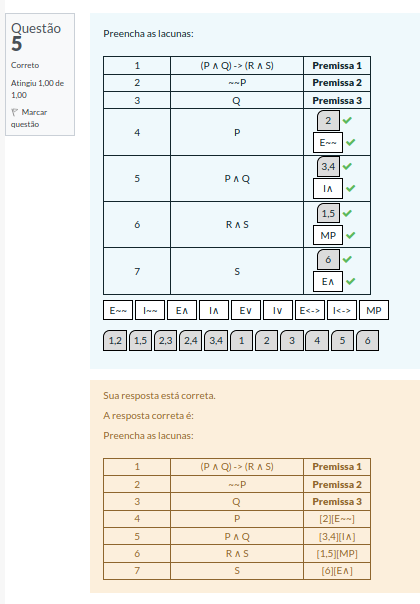 Questão
5
Correto
Atingiu 1,00 de
1,00
Marcar
questão
Preencha as lacunas:
1 (P ∧ Q) -> (R ∧ S) Premissa 1
2 ~~P Premissa 2
3 Q Premissa 3
4 P 2 E~~
5 P ∧ Q 3,4 I∧
6 R ∧ S 1,5 MP
7 S 6 E∧
E~~ I~~ E∧ I∧ E∨ I∨ E<-> I<-> MP
1,2 1,5 2,3 2,4 3,4 1 2 3 4 5 6
Sua resposta está correta.
A resposta correta é:
Preencha as lacunas:
1 (P ∧ Q) -> (R ∧ S) Premissa 1
2 ~~P Premissa 2
3 Q Premissa 3
4 P [2][E~~]
5 P ∧ Q [3,4][I∧]
6 R ∧ S [1,5][MP]
7 S [6][E∧]